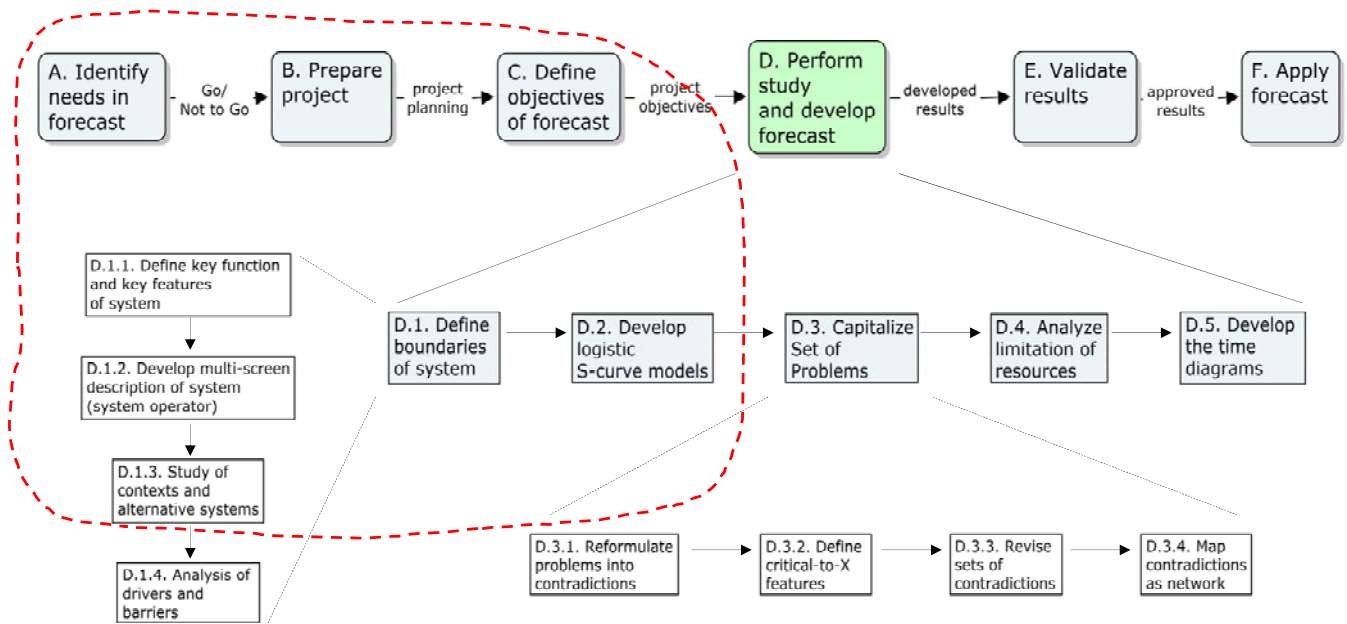 A. Identify
needs in
forecast
Go/
Not to Go
B. Prepare
project
project
planning
C. Define
objectives
of forecast
project
objectives
D. Perform
study
and develop
forecast
developed
results
E. Validate
results
approved
results
F. Apply
forecast
D.1.1. Define key function
and key features
of system
D.1.2. Develop multi-screen
description of system
(system operator)
D.1.3. Study of
contexts and
alternative systems
D.1.4. Analysis of
drivers and
barriers
D.1. Define
boundaries
of system
D.2. Develop
logistic
S-curve models
D.3. Capitalize
Set of
Problems
D.4. Analyze
limitation of
resources
D.5. Develop
the time
diagrams
D.3.1. Reformulate
problems into
contradictions
D.3.2. Define
critical-to-X
features
D.3.3. Revise
sets of
contradictions
D.3.4. Map
contradictions
as network